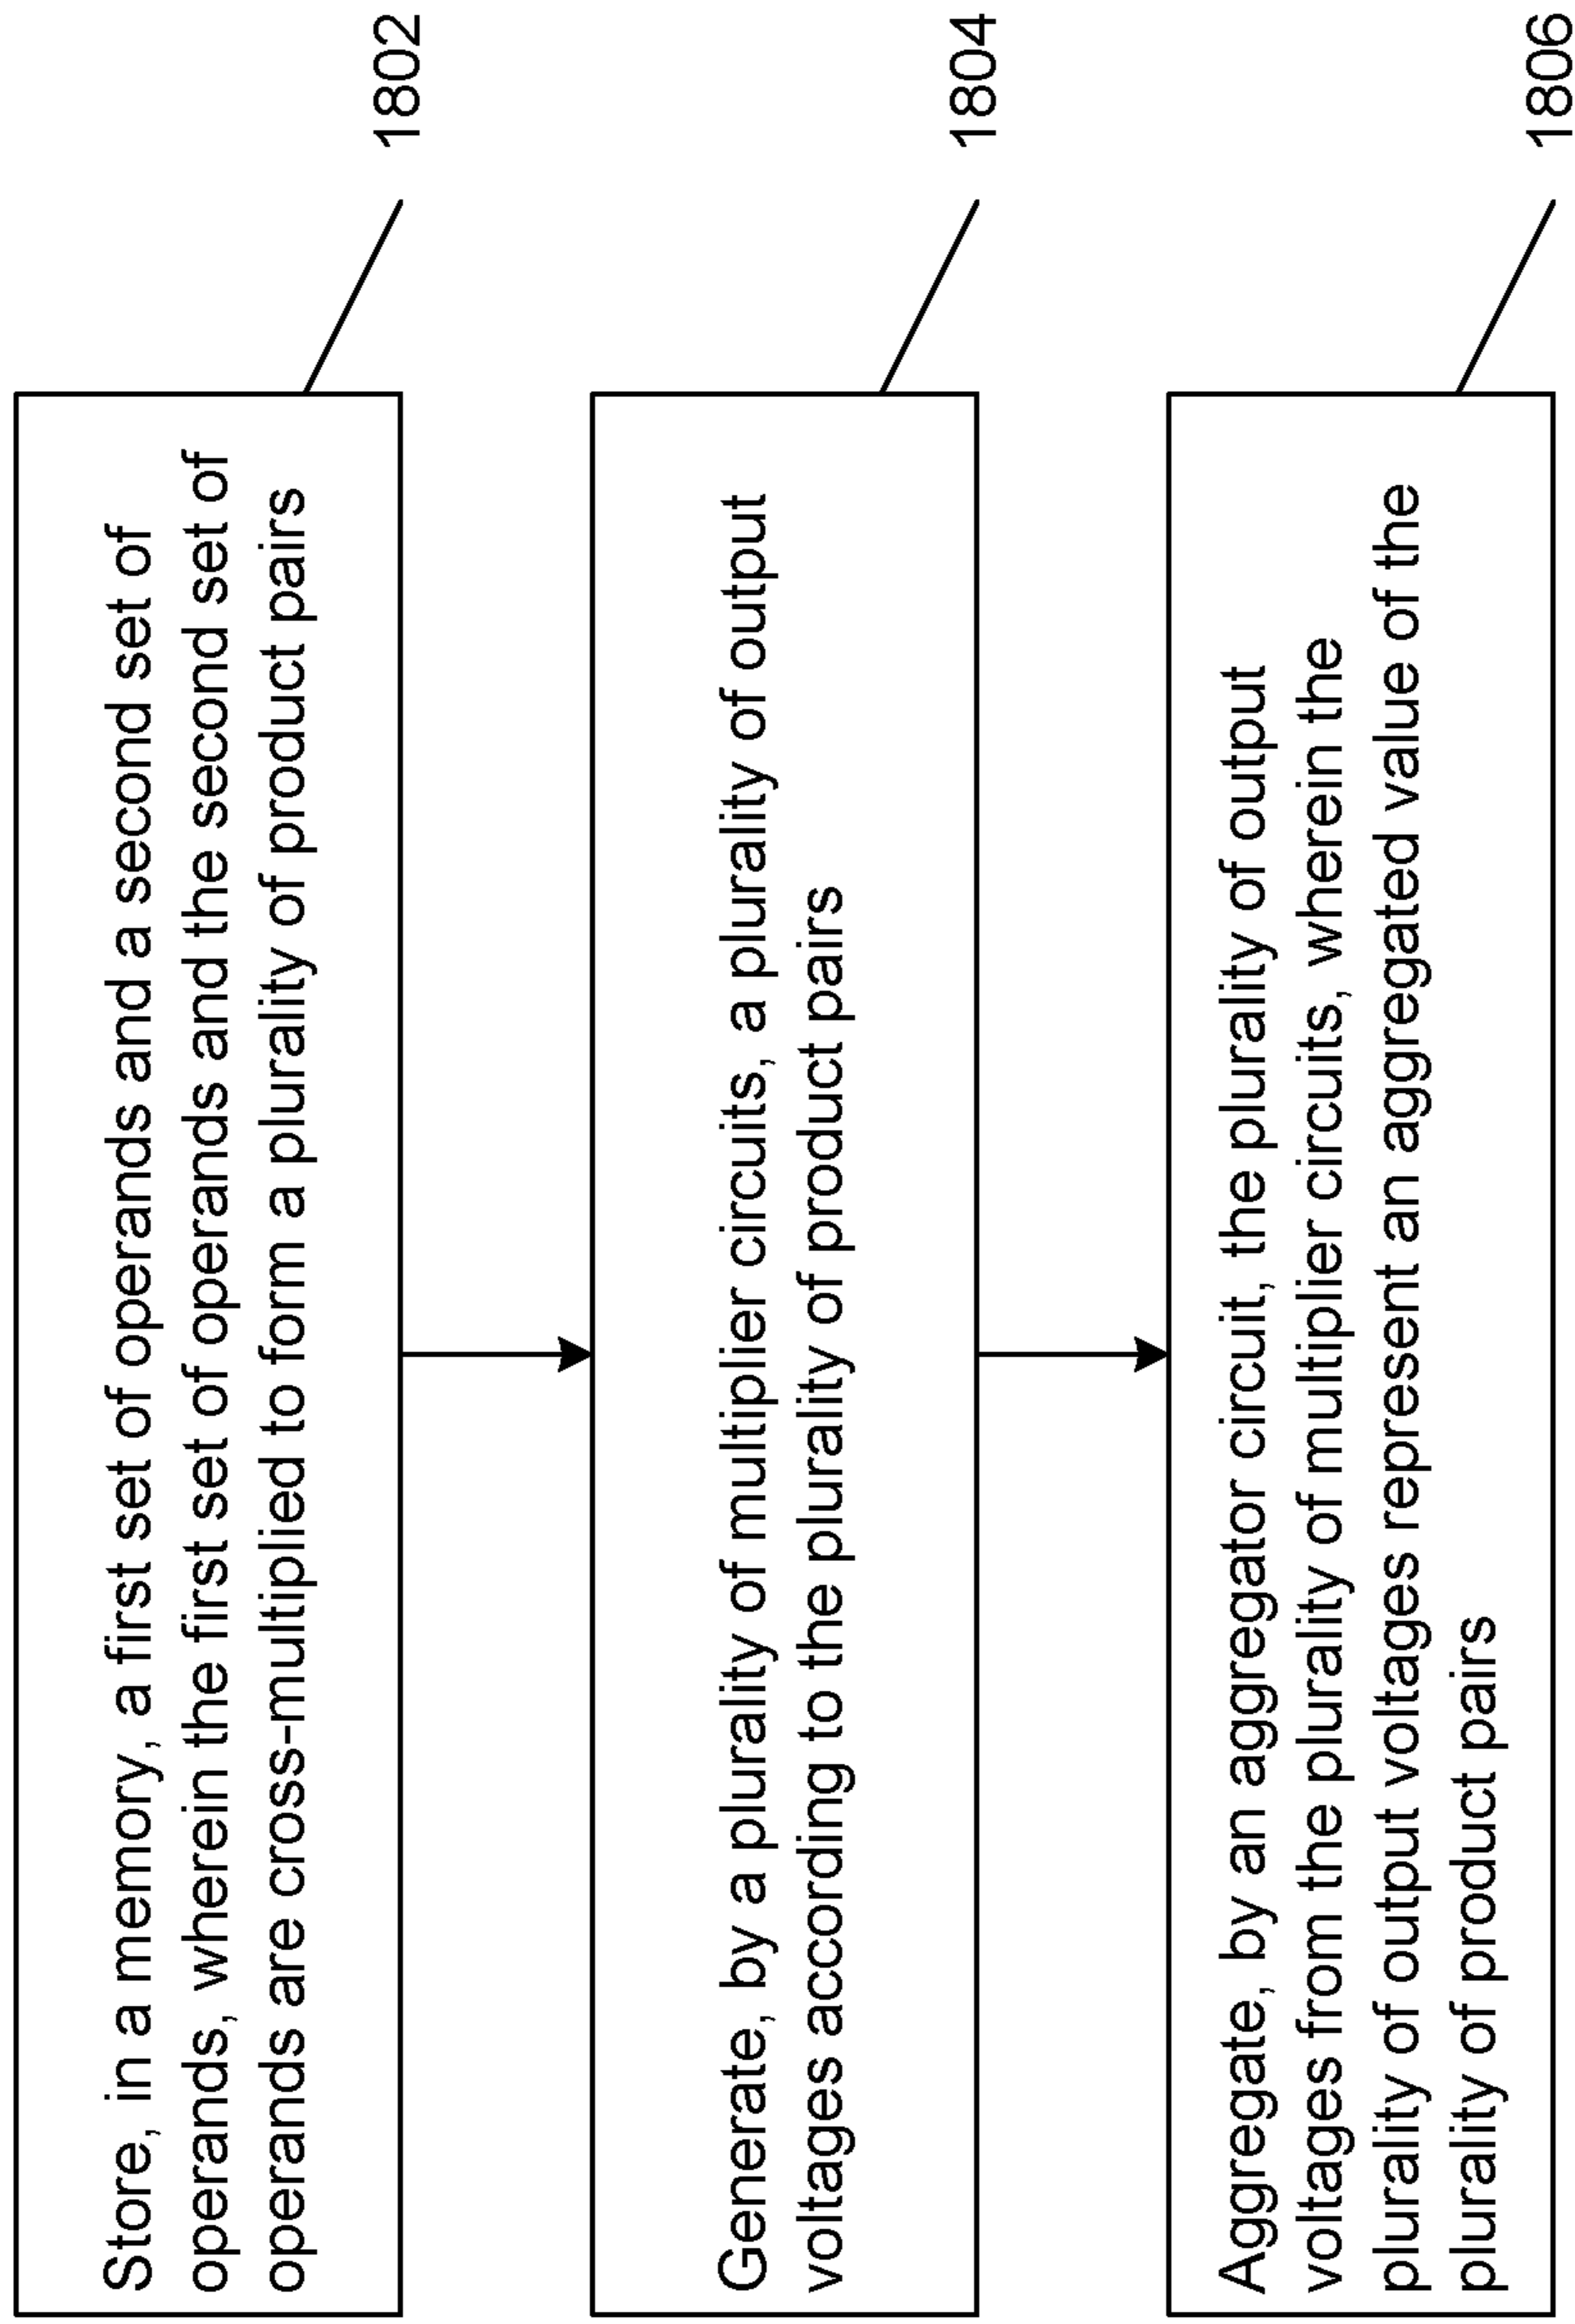 Store, in a memory, a first set of operands and a second set of
operands, wherein the first set of operands and the second set of
operands are cross-multiplied to form a plurality of product pairs
1802
Generate, by a plurality of multiplier circuits, a plurality of output
voltages according to the plurality of product pairs
1804
Aggregate, by an aggregator circuit, the plurality of output
voltages from the plurality of multiplier circuits, wherein the
plurality of output voltages represent an aggregated value of the
plurality of product pairs
1806